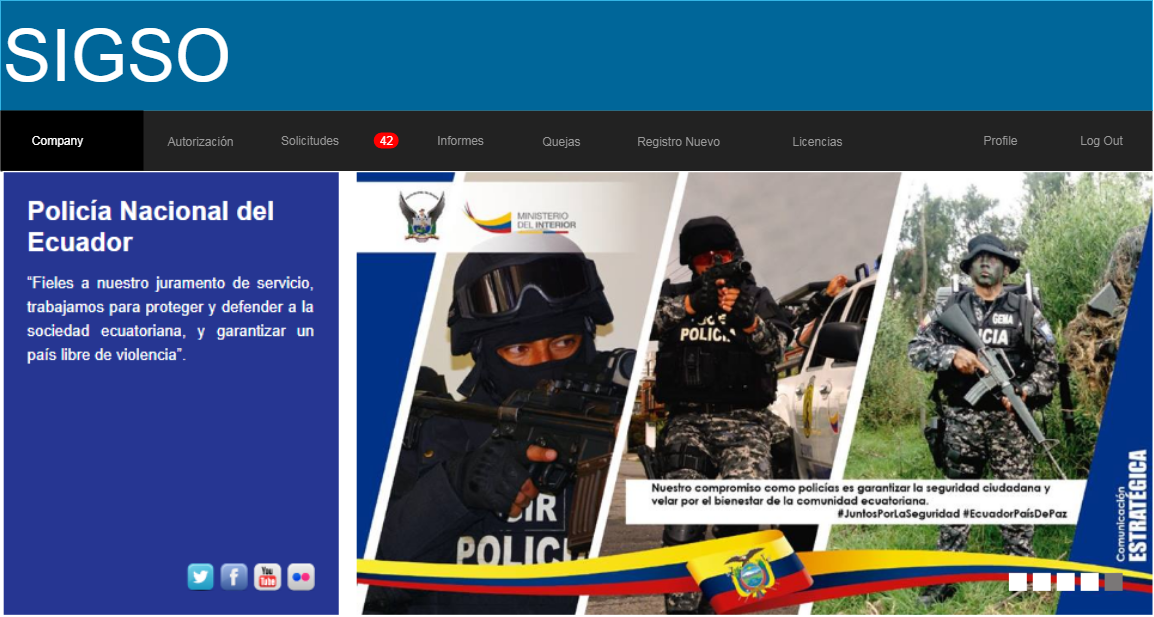 SIGSO
Company
Autorización
Solicitudes
42
Informes
Quejas
Registro Nuevo
Licencias
Profile
Log Out
Policía Nacional del
Ecuador
“Fieles a nuestro juramento de servicio,
trabajamos para proteger y defender a la
sociedad ecuatoriana, y garantizar un
país libre de violencia”.
You
Tube
MINISTERIO
DEL INTERIOR
POLICI
GEMA
ICIA
Nuestro compromiso como policías es garantizar la seguridad ciudadana y
velar por el bienestar de la comunidad ecuatoriana.
#JuntosPorLaSeguridad #EcuadorPaísDePaz
Comunicación
ESTRATÉGICA
GIR
POLICI